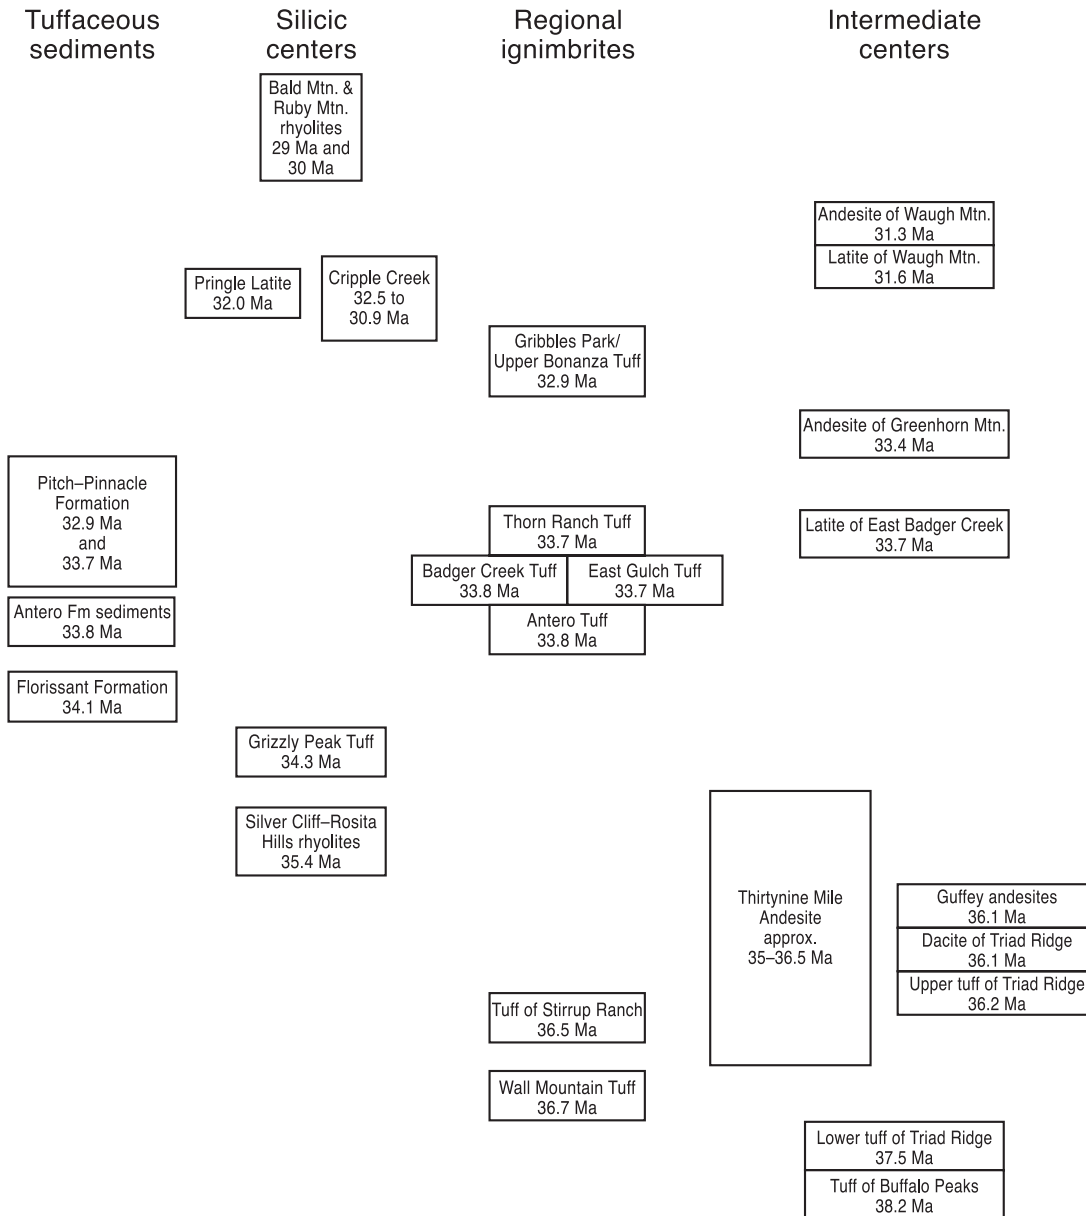 Tuffaceous
sediments
Silicic
centers
Regional
ignimbrites
Intermediate
centers
Bald Mtn. &
Ruby Mtn.
rhyolites
29 Ma and
30 Ma
Andesite of Waugh Mtn.
31.3 Ma
Latite of Waugh Mtn.
31.6 Ma
Pringle Latite
32.0 Ma
Cripple Creek
32.5 to
30.9 Ma
Gribbles Park/
Upper Bonanza Tuff
32.9 Ma
Andesite of Greenhorn Mtn.
33.4 Ma
Pitch–Pinnacle
Formation
32.9 Ma
and
33.7 Ma
Thorn Ranch Tuff
33.7 Ma
Latite of East Badger Creek
33.7 Ma
Badger Creek Tuff
33.8 Ma
East Gulch Tuff
33.7 Ma
Antero Fm sediments
33.8 Ma
Antero Tuff
33.8 Ma
Florissant Formation
34.1 Ma
Grizzly Peak Tuff
34.3 Ma
Silver Cliff–Rosita
Hills rhyolites
35.4 Ma
Thirtynine Mile
Andesite
approx.
35–36.5 Ma
Guffey andesites
36.1 Ma
Dacite of Triad Ridge
36.1 Ma
Upper tuff of Triad Ridge
36.2 Ma
Tuff of Stirrup Ranch
36.5 Ma
Wall Mountain Tuff
36.7 Ma
Lower tuff of Triad Ridge
37.5 Ma
Tuff of Buffalo Peaks
38.2 Ma